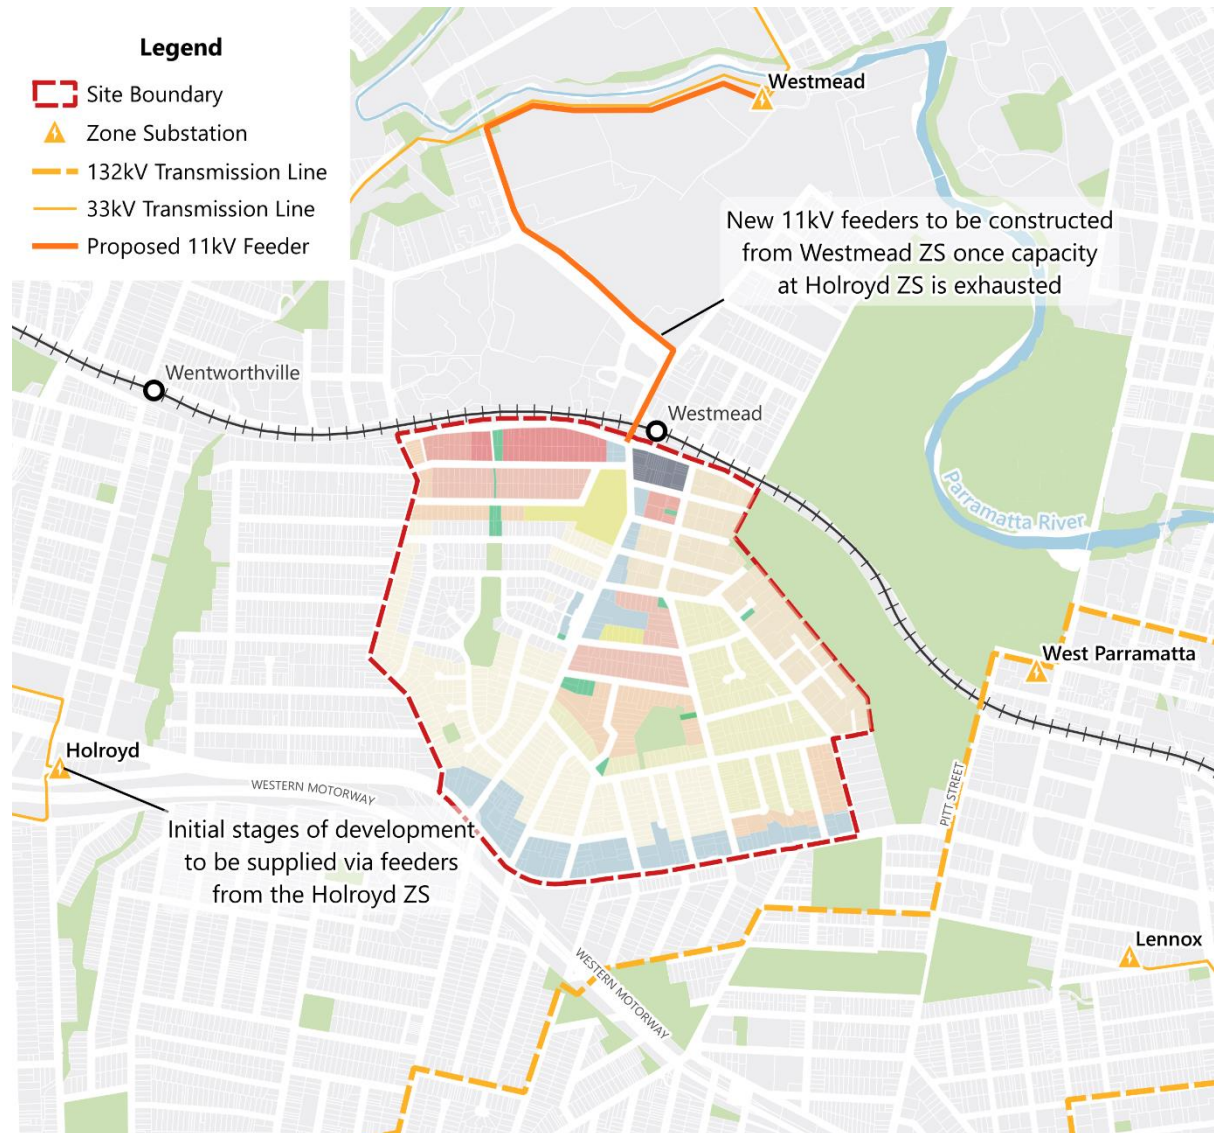 Legend
Site Boundary
Zone Substation
132kV Transmission Line
33kV Transmission Line
Proposed 11kV Feeder
Westmead
New 11kV feeders to be constructed
from Westmead ZS once capacity
at Holroyd ZS is exhausted
Wentworthville
Westmead
Parramatta River
West Parramatta
Holroyd
WESTERN MOTORWAY
PITT STREET
Initial stages of development
to be supplied via feeders
from the Holroyd ZS
Lennox
WESTERN MOTORWAY